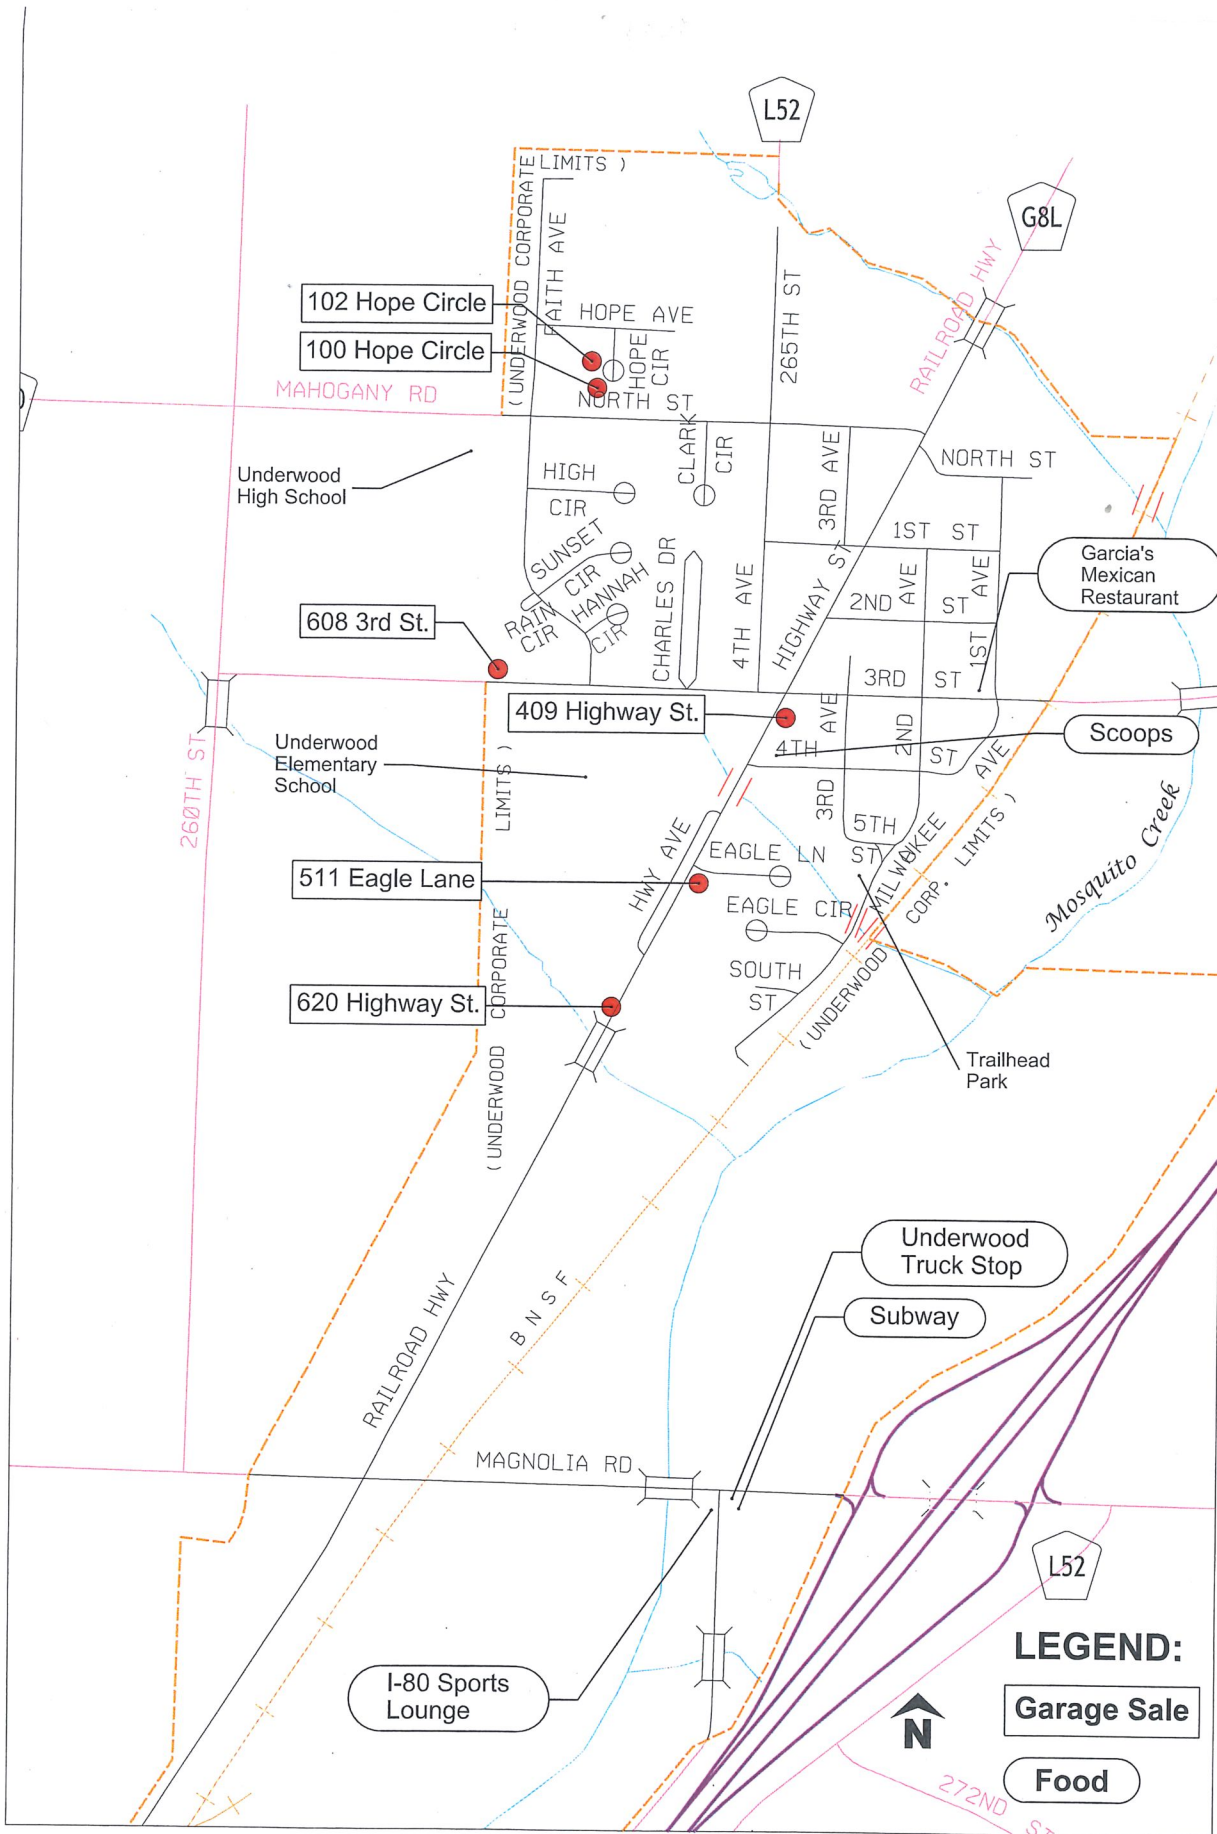 L52
G8L
RAILROAD HWY
LIMITS )
(UNDERWOOD CORPORATE
FAITH AVE
265TH ST
102 Hope Circle
HOPE AVE
100 Hope Circle
HOPE
CIR
MAHOGANY RD
NORTH ST
CLARK
CIR
3RD AVE
NORTH ST
Underwood
High School
HIGH
CIR
1ST ST
SUNSET
CIR
RAIN
CIR
HANNAH
CIR
CHARLES DR
4TH AVE
HIGHWAY ST
2ND ST
2ND AVE
1ST AVE
Garcia's
Mexican
Restaurant
608 3rd St.
3RD ST
409 Highway St.
4TH ST
3RD AVE
Scoops
Underwood
Elementary
School
260TH ST
LIMITS )
HWY AVE
EAGLE LN
5TH
ST
MILWAUKEE AVE
CORP. LIMITS )
(UNDERWOOD
Mosquito Creek
511 Eagle Lane
EAGLE CIR
SOUTH
ST
620 Highway St.
(UNDERWOOD CORPORATE
Trailhead
Park
Underwood
Truck Stop
Subway
B N S F
RAILROAD HWY
MAGNOLIA RD
L52
I-80 Sports
Lounge
N
LEGEND:
Garage Sale
Food
272ND ST